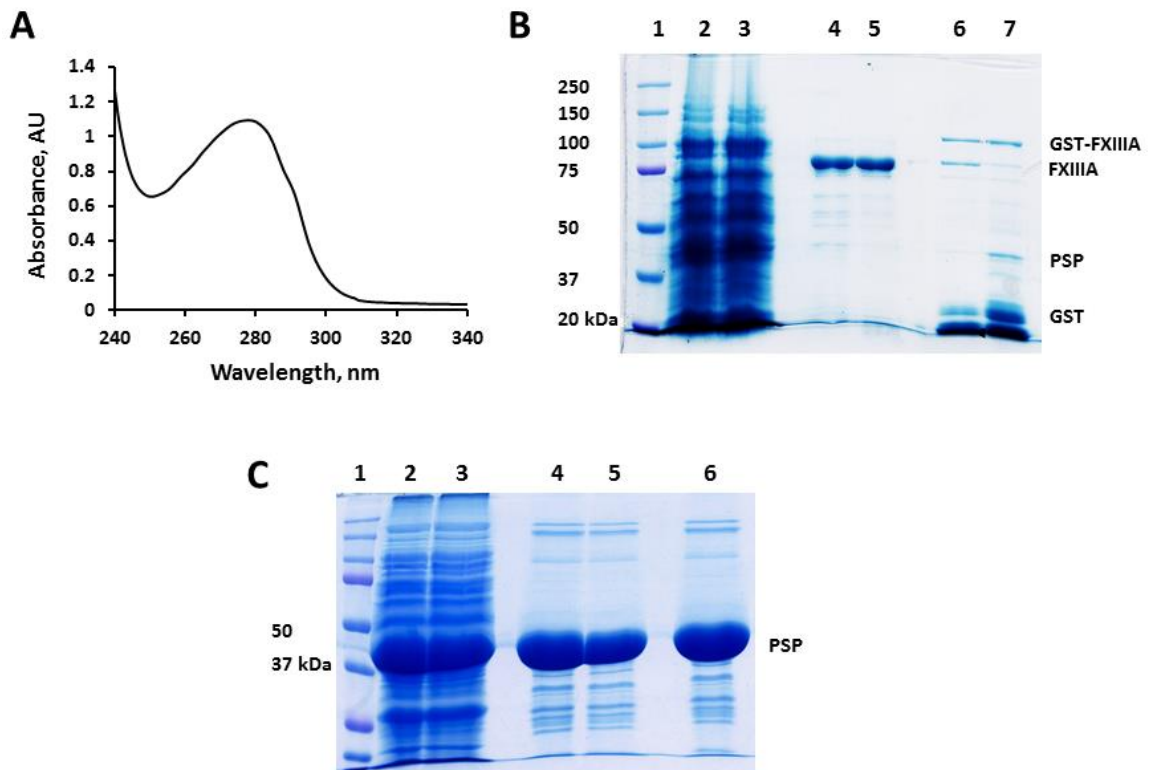 A
1.4
1.2
1
0.8
0.6
0.4
0.2
0
Absorbance, AU
240 260 280 300 320 340
Wavelength, nm
B
1 2 3 4 5 6 7
250
150
100
75
50
37
20 kDa
GST-FXIIIA
FXIIIA
PSP
GST
C
1 2 3 4 5 6
50
37 kDa
PSP